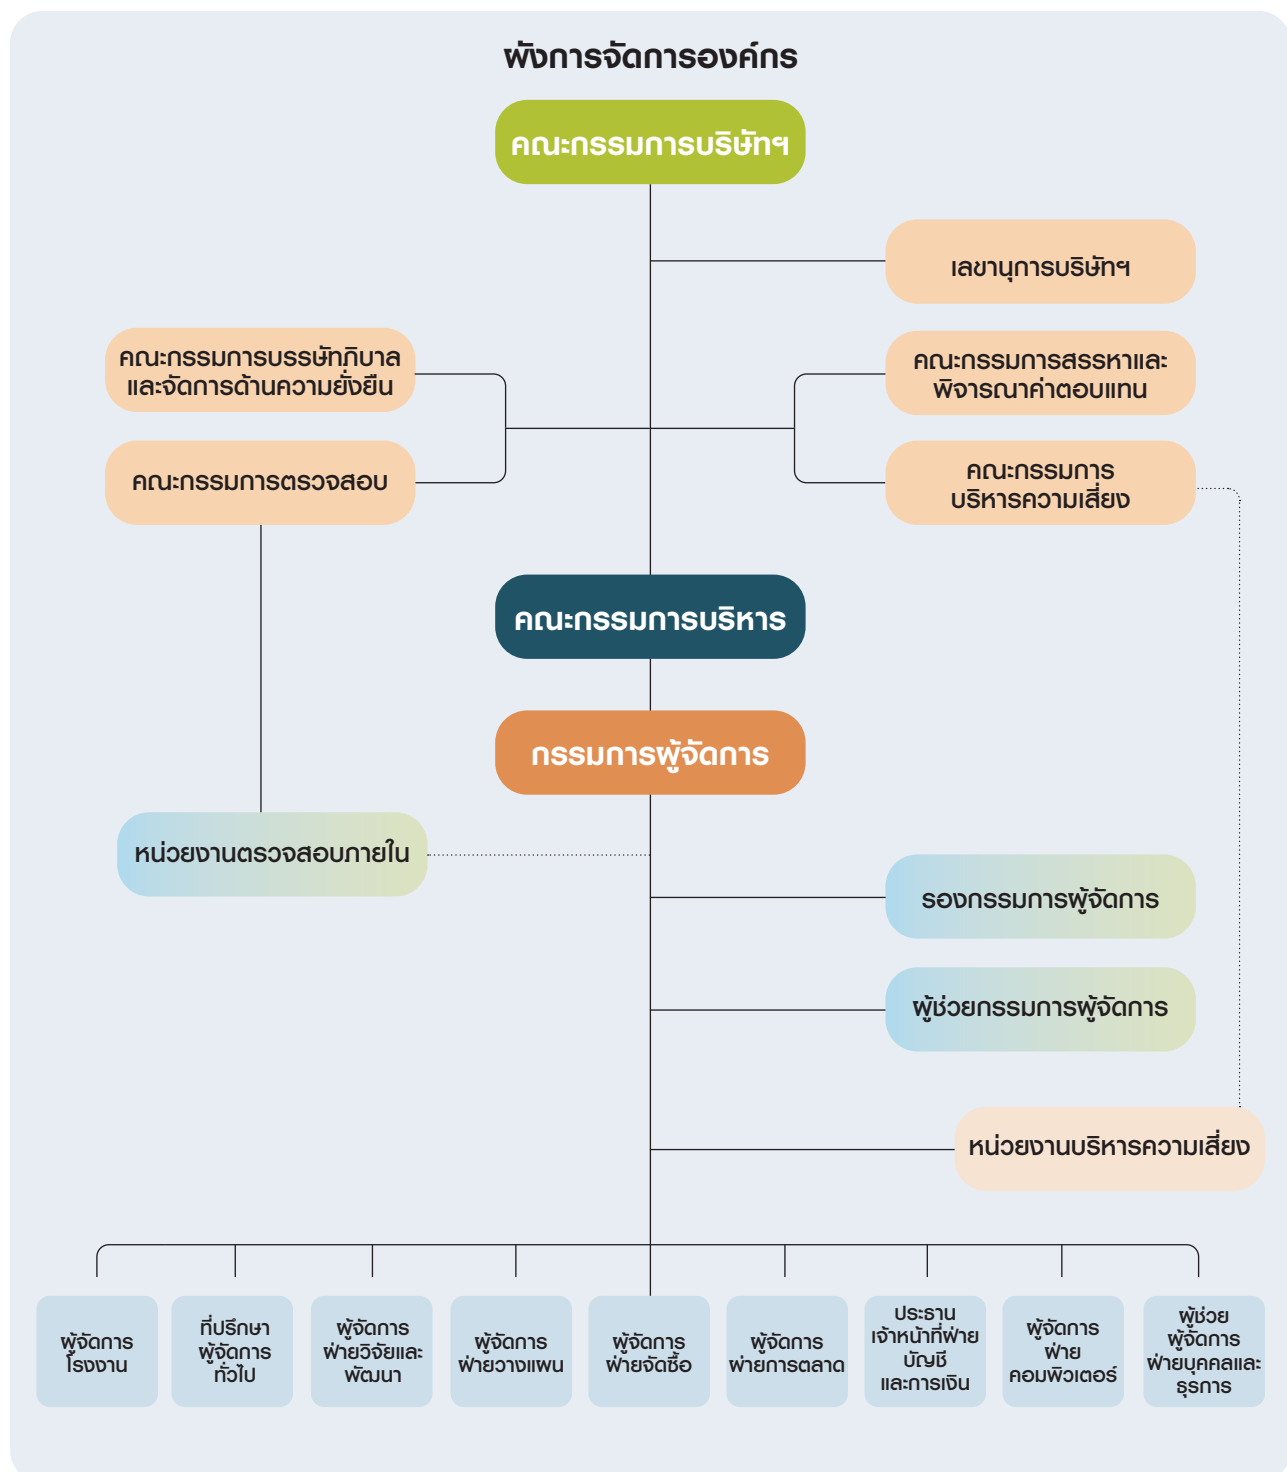 ผังการจัดการองค์กร
คณะกรรมการบริษัทฯ
เลขานุการบริษัทฯ
คณะกรรมการบรรษัทภิบาล
และจัดการด้านความยั่งยืน
คณะกรรมการสรรหาและ
พิจารณาค่าตอบแทน
คณะกรรมการตรวจสอบ
คณะกรรมการ
บริหารความเสี่ยง
คณะกรรมการบริหาร
กรรมการผู้จัดการ
หน่วยงานตรวจสอบภายใน
รองกรรมการผู้จัดการ
ผู้ช่วยกรรมการผู้จัดการ
หน่วยงานบริหารความเสี่ยง
ผู้จัดการ
โรงงาน
ที่ปรึกษา
ผู้จัดการ
ทั่วไป
ผู้จัดการ
ฝ่ายวิจัยและ
พัฒนา
ผู้จัดการ
ฝ่ายวางแผน
ผู้จัดการ
ฝ่ายจัดซื้อ
ผู้จัดการ
ฝ่ายการตลาด
ประธาน
เจ้าหน้าที่ฝ่าย
บัญชี
และการเงิน
ผู้จัดการ
ฝ่าย
คอมพิวเตอร์
ผู้ช่วย
ผู้จัดการ
ฝ่ายบุคคลและ
ธุรการ